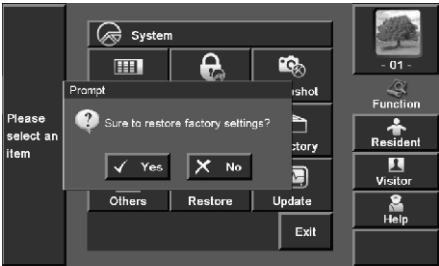 System
- 01 -
Function
Resident
Visitor
Help
Please
select an
item
shot
Prompt
Sure to restore factory settings?
Yes
No
ctory
Others
Restore
Update
Exit